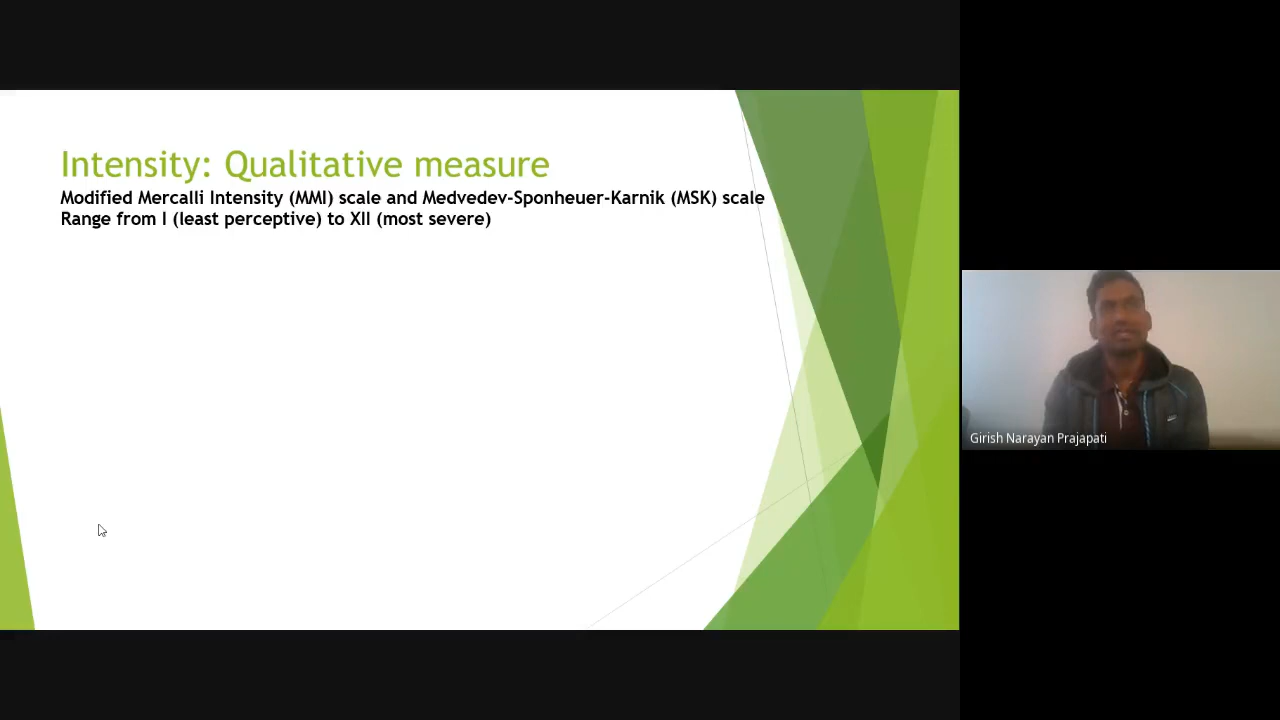 Intensity: Qualitative measure
Modified Mercalli Intensity (MMI) scale and Medvedev-Sponheuer-Karnik (MSK) scale
Range from I (least perceptive) to XII (most severe)
Girish Narayan Prajapati